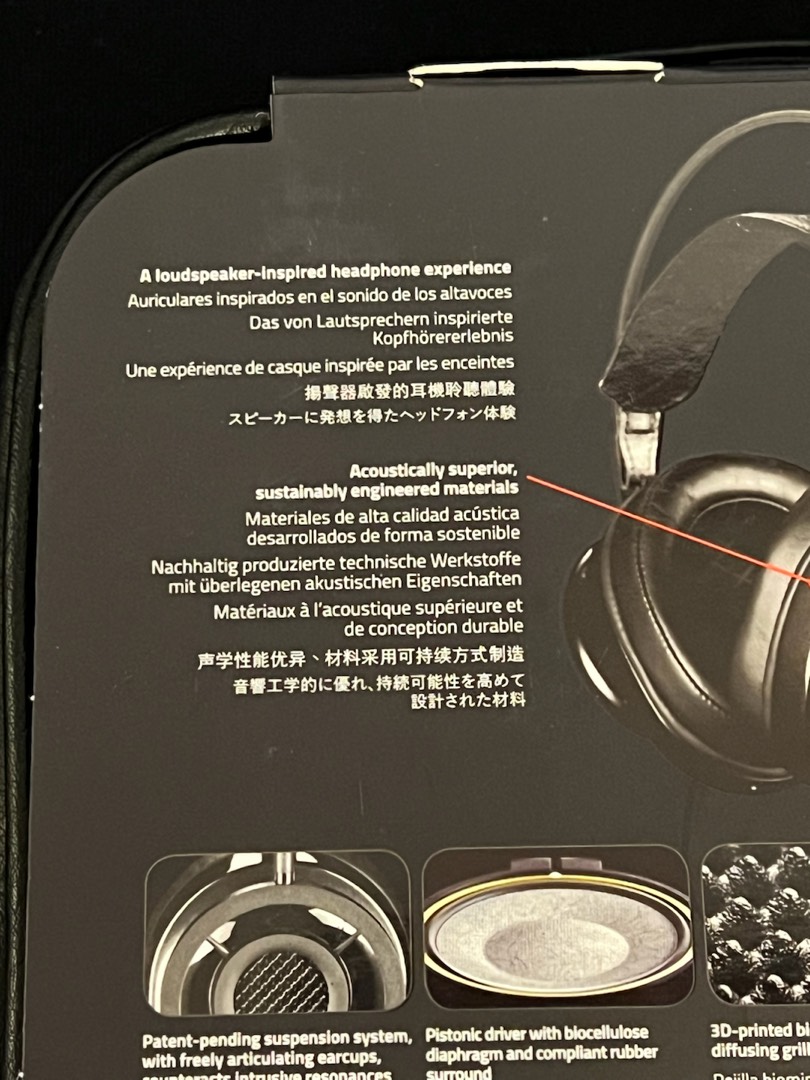 A loudspeaker-inspired headphone experience
Auriculares inspirados en el sonido de los altavoces
Das von Lautsprechern inspirierte
Kopfhörererlebnis
Une expérience de casque inspirée par les enceintes
揚聲器啟發的耳機聆聽體驗
スピーカーに発想を得たヘッドフォン体験
Acoustically superior,
sustainably engineered materials
Materiales de alta calidad acústica
desarrollados de forma sostenible
Nachhaltig produzierte technische Werkstoffe
mit überlegenen akustischen Eigenschaften
Matériaux à l'acoustique supérieure et
de conception durable
声学性能优异、材料采用可持续方式制造
音響工学的に優れ、持続可能性を高めて
設計された材料
Patent-pending suspension system,
with freely articulating earcups,
counteracts intrusive resonances
Pistonic driver with biocellulose
diaphragm and compliant rubber
surround
3D-printed bi
diffusing grill
Rejilla biomi